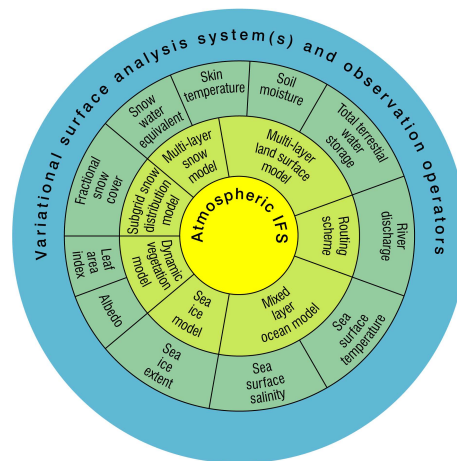 Variational surface analysis system(s) and observation operators
Skin
temperature
Soil
moisture
Total terrestial
water
storage
River
discharge
Sea
surface
temperature
Sea
surface
salinity
Sea
ice
extent
Albedo
Leaf
area
index
Fractional
snow
cover
Snow
water
equivalent
Multi-layer
snow
model
Multi-layer
land surface
model
Routing
scheme
Mixed
layer
ocean model
Sea
ice
model
Dynamic
vegetation
model
Subgrid snow
distribution
model
Atmospheric IFS